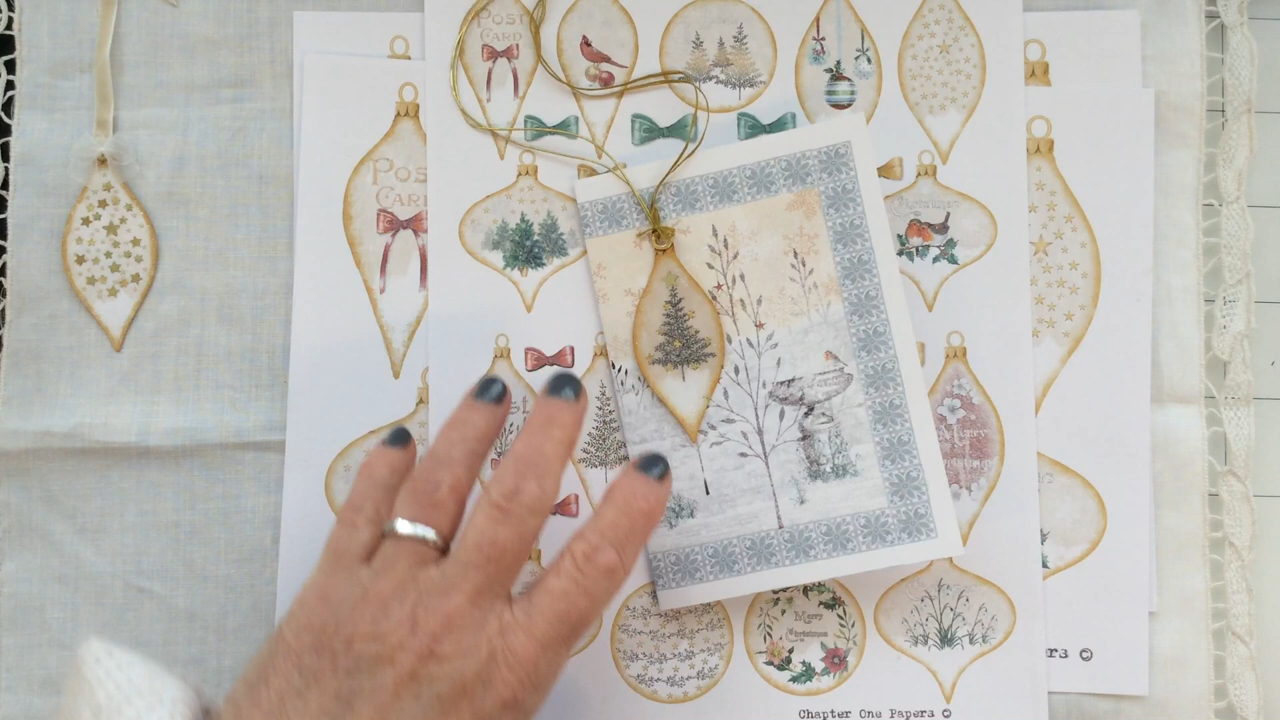 Post
Card
Post
Card
Christmas
Merry
Christmas
Merry
Christmas
ers ©
Chapter One Papers ©